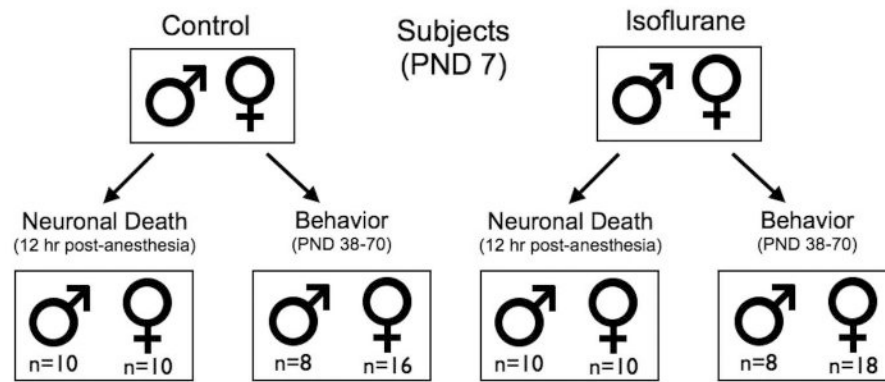 Control
Subjects
(PND 7)
Isoflurane
Neuronal Death
(12 hr post-anesthesia)
Behavior
(PND 38-70)
Neuronal Death
(12 hr post-anesthesia)
Behavior
(PND 38-70)
n=10 n=10
n=8 n=16
n=10 n=10
n=8 n=18